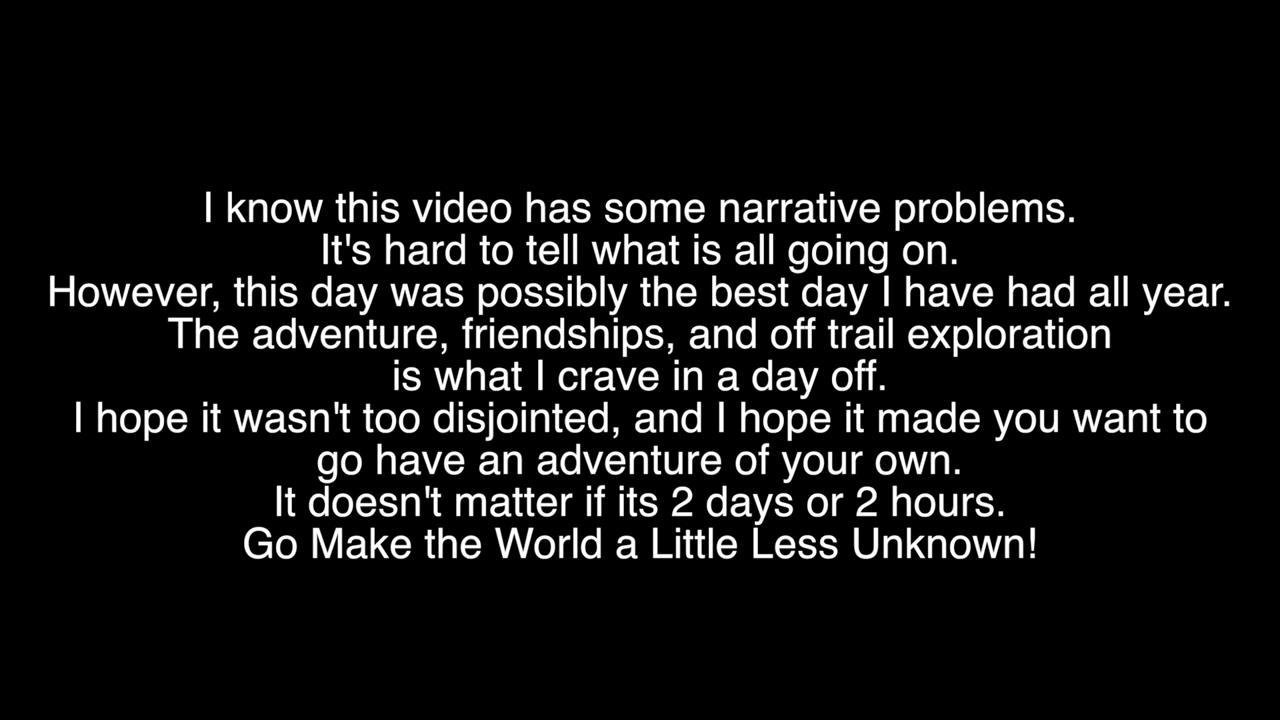 I know this video has some narrative problems.
It's hard to tell what is all going on.
However, this day was possibly the best day I have had all year.
The adventure, friendships, and off trail exploration
is what I crave in a day off.
I hope it wasn't too disjointed, and I hope it made you want to
go have an adventure of your own.
It doesn't matter if its 2 days or 2 hours.
Go Make the World a Little Less Unknown!